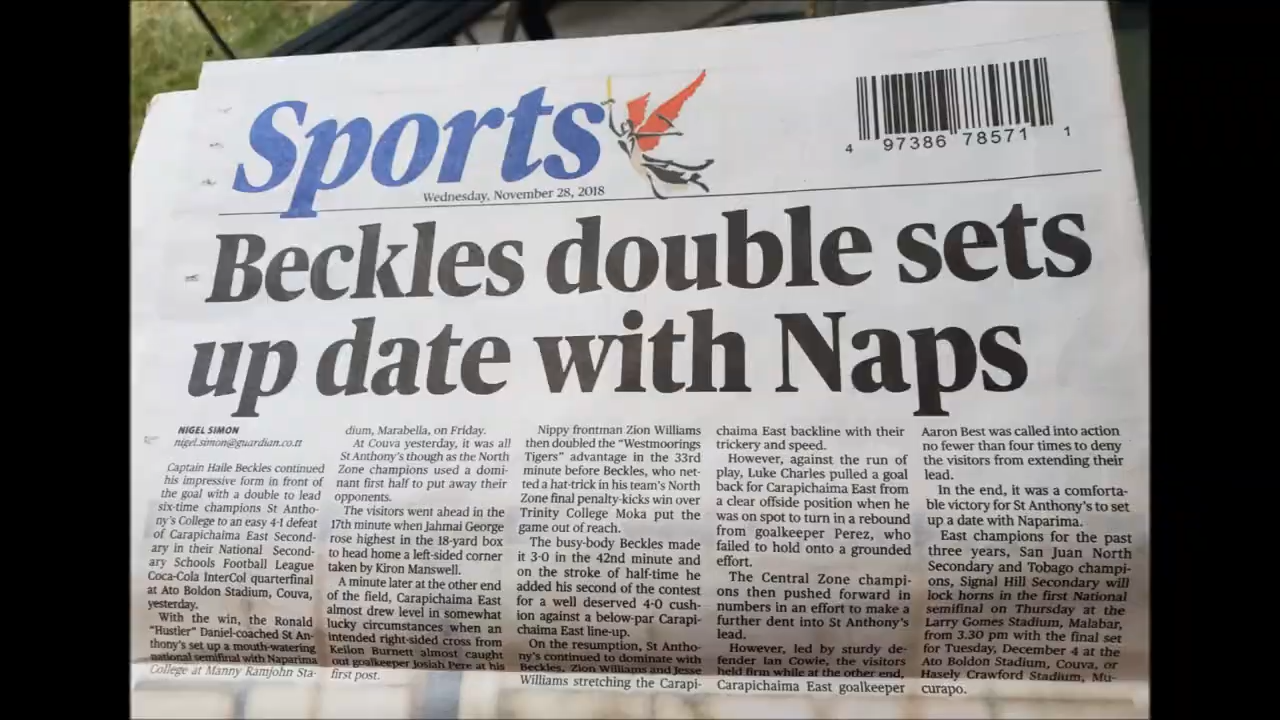 Sports
Wednesday, November 28, 2018
4 97386 78571 1
Beckles double sets
up date with Naps
NIGEL SIMON
nigel.simon@guardian.co.tt
Captain Haile Beckles continued
his impressive form in front of
the goal with a double to lead
six-time champions St Antho-
ny's College to an easy 4-1 defeat
of Carapichaima East Second-
ary in their National Second-
ary Schools Football League
Coca-Cola InterCol quarterfinal
at Ato Boldon Stadium, Couva,
yesterday.
With the win, the Ronald
"Hustler" Daniel-coached St An-
thony's set up a mouth-watering
national semifinal with Naparima
College at Manny Ramjohn Sta-
dium, Marabella, on Friday.
At Couva yesterday, it was all
St Anthony's though as the North
Zone champions used a domi-
nant first half to put away their
opponents.
The visitors went ahead in the
17th minute when Jahmai George
rose highest in the 18-yard box
to head home a left-sided corner
taken by Kiron Manswell.
A minute later at the other end
of the field, Carapichaima East
almost drew level in somewhat
lucky circumstances when an
intended right-sided cross from
Keilon Burnett almost caught
out goalkeeper Josiah Pere at his
first post.
Nippy frontman Zion Williams
then doubled the "Westmoorings
Tigers" advantage in the 33rd
minute before Beckles, who net-
ted a hat-trick in his team's North
Zone final penalty-kicks win over
Trinity College Moka put the
game out of reach.
The busy-body Beckles made
it 3-0 in the 42nd minute and
on the stroke of half-time he
added his second of the contest
for a well deserved 4-0 cush-
ion against a below-par Carapi-
chaima East line-up.
On the resumption, St Antho-
ny's continued to dominate with
Beckles, Zion Williams and Jesse
Williams stretching the Carapi-
chaima East backline with their
trickery and speed.
However, against the run of
play, Luke Charles pulled a goal
back for Carapichaima East from
a clear offside position when he
was on spot to turn in a rebound
from goalkeeper Perez, who
failed to hold onto a grounded
effort.
The Central Zone champi-
ons then pushed forward in
numbers in an effort to make a
further dent into St Anthony's
lead.
However, led by sturdy de-
fender Ian Cowie, the visitors
held firm while at the other end,
Carapichaima East goalkeeper
Aaron Best was called into action
no fewer than four times to deny
the visitors from extending their
lead.
In the end, it was a comforta-
ble victory for St Anthony's to set
up a date with Naparima.
East champions for the past
three years, San Juan North
Secondary and Tobago champi-
ons, Signal Hill Secondary will
lock horns in the first National
semifinal on Thursday at the
Larry Gomes Stadium, Malabar,
from 3.30 pm with the final set
for Tuesday, December 4 at the
Ato Boldon Stadium, Couva, or
Hasely Crawford Stadium, Mu-
curapo.